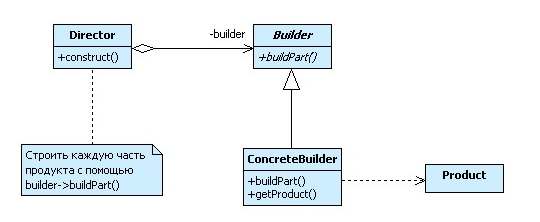 Director
+construct()
-builder
Builder
+buildPart()
Строить каждую часть
продукта с помощью
builder->buildPart()
ConcreteBuilder
+buildPart()
+getProduct()
Product